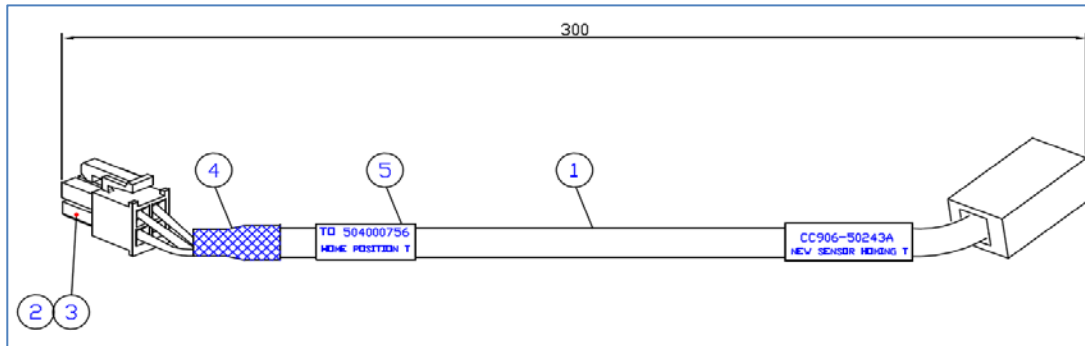 300
4
5
1
TO 504000756
HOME POSITION T
CC906-50243A
NEW SENSOR HOMING T
2 3